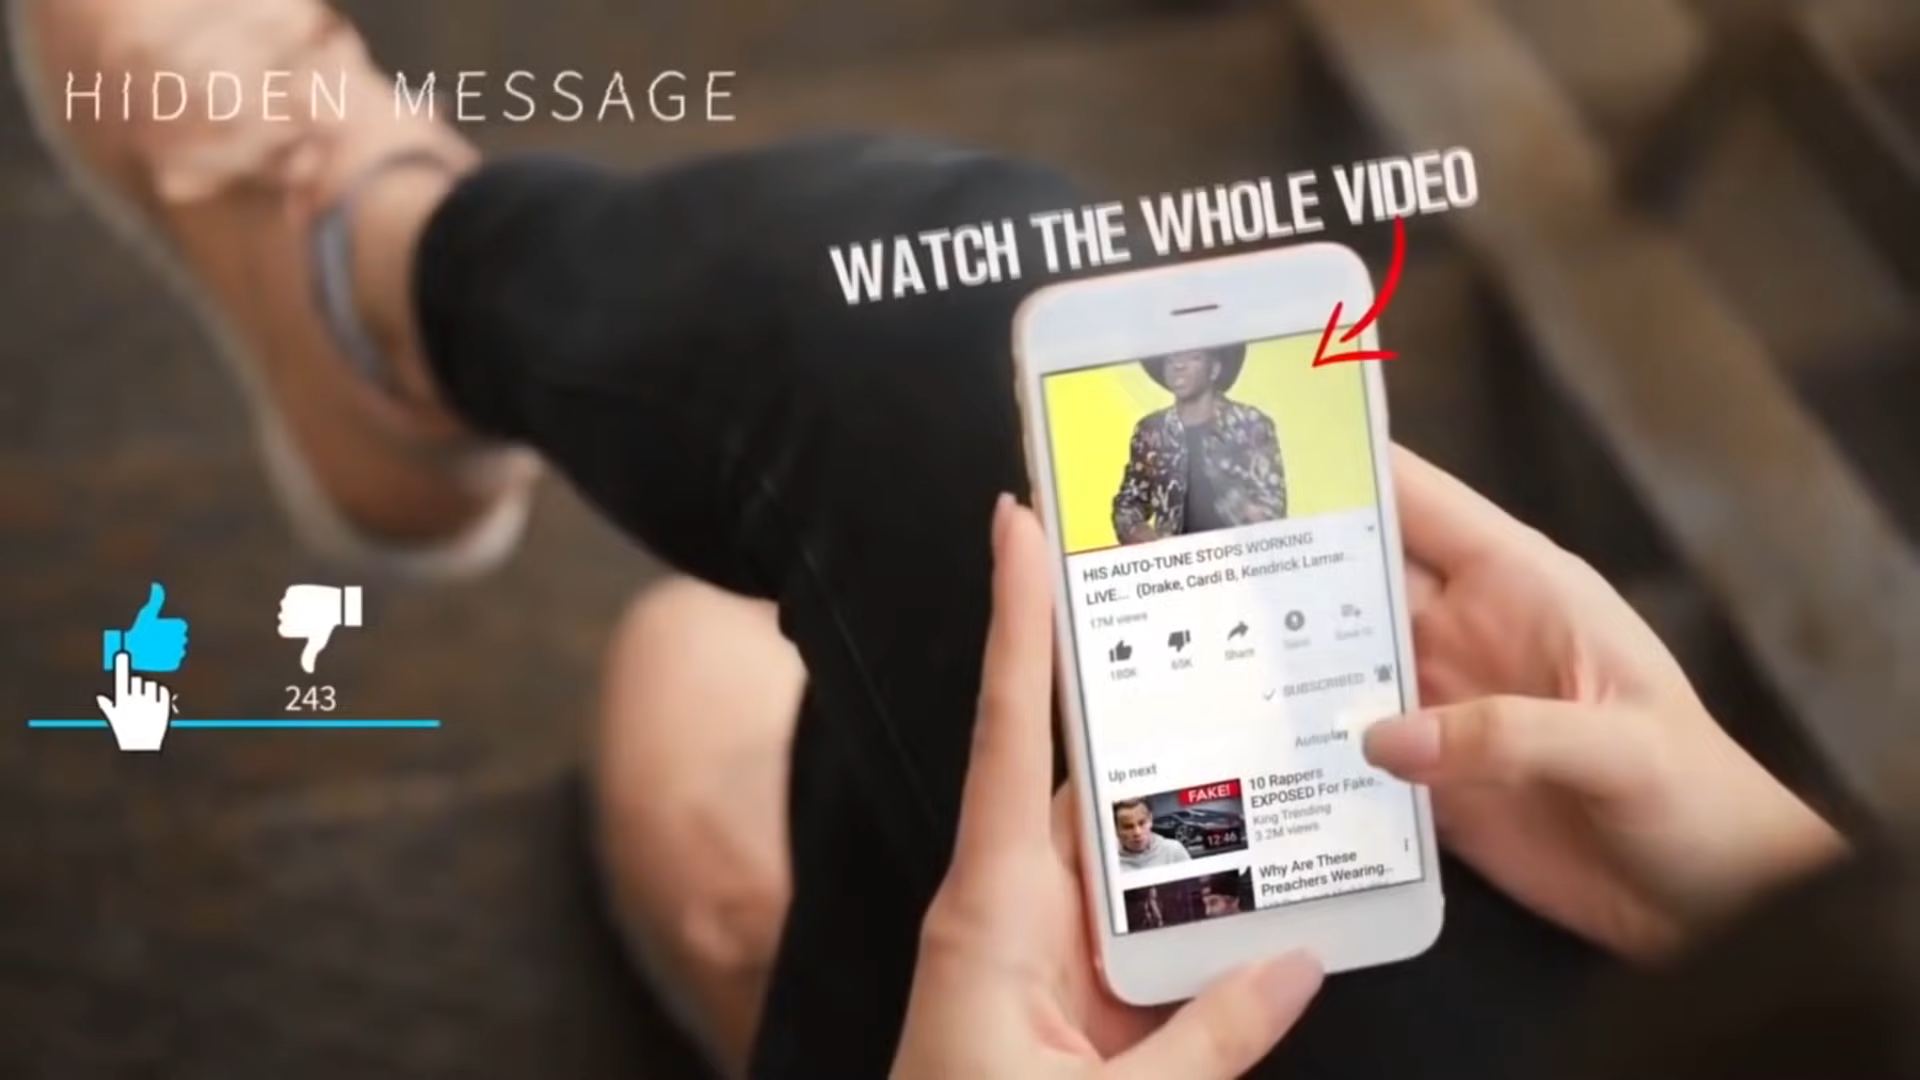 HIDDEN MESSAGE
WATCH THE WHOLE VIDEO
HIS AUTO-TUNE STOPS WORKING
LIVE... (Drake, Cardi B, Kendrick Lamar...
17M views
180K
65K
Share
SUBSCRIBED
Autoplay
Up next
FAKE!
12:46
10 Rappers
EXPOSED For Fake...
King Trending
3.2M views
Why Are These
Preachers Wearing...
243